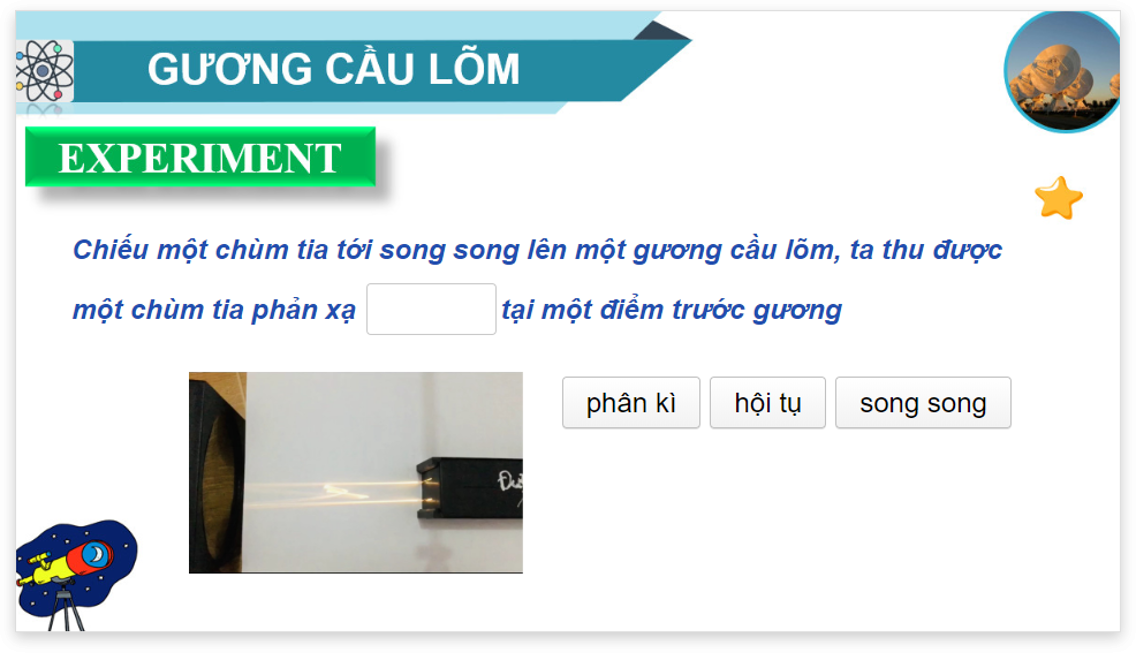 GƯƠNG CẦU LÕM
EXPERIMENT
Chiếu một chùm tia tới song song lên một gương cầu lõm, ta thu được
một chùm tia phản xạ tại một điểm trước gương
phân kì hội tụ song song